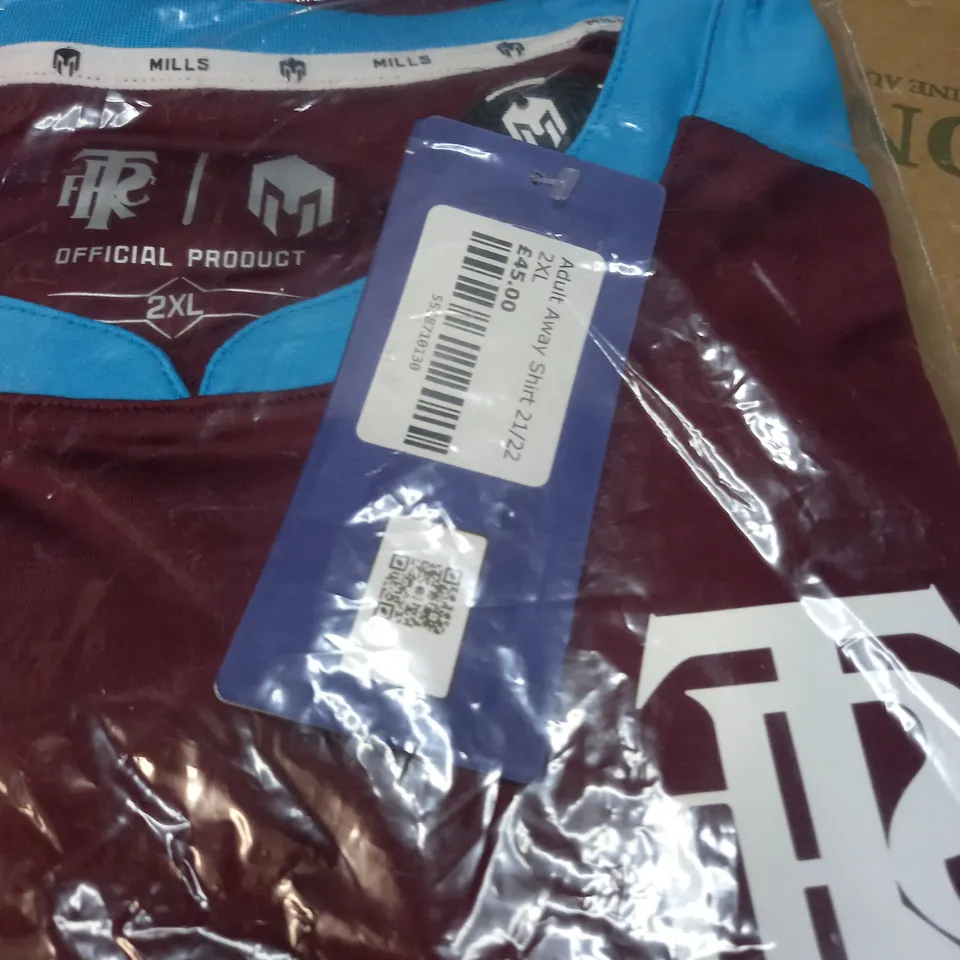 MILLS
MILLS
OFFICIAL PRODUCT
2XL
Adult Away Shirt 21/22
2XL
£45.00